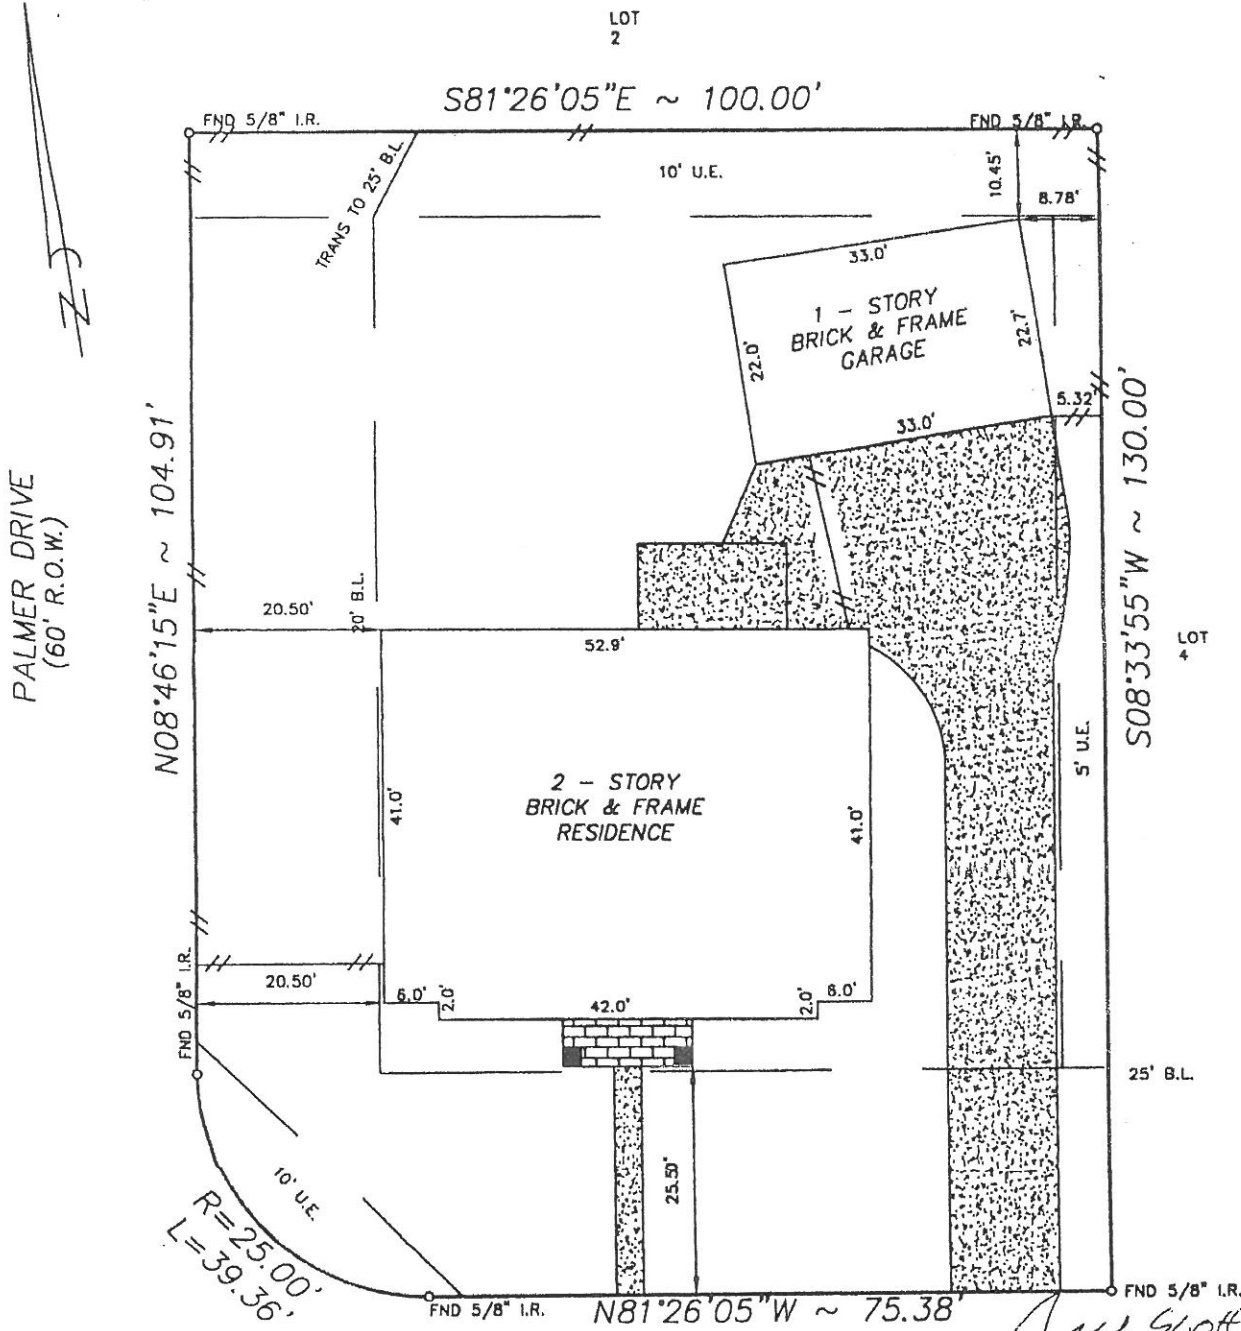 LOT
2
S81°26'05"E ~ 100.00'
FND 5/8" I.R.
FND 5/8" I.R.
TRANS TO 25' B.L.
10' U.E.
10.45'
8.78'
33.0'
1 - STORY
BRICK & FRAME
GARAGE
22.0'
22.7'
33.0'
5.32'
Z
PALMER DRIVE
(60' R.O.W.)
N08°46'15"E ~ 104.91'
S08°33'55"W ~ 130.00'
LOT
4
20' B.L.
20.50'
52.9'
41.0'
2 - STORY
BRICK & FRAME
RESIDENCE
41.0'
5' U.E.
FND 5/8" I.R.
20.50'
6.0'
2.0'
42.0'
2.0'
6.0'
25' B.L.
10' U.E.
25.50'
R=25.00'
L=39.36'
FND 5/8" I.R.
N81°26'05"W ~ 75.38'
FND 5/8" I.R.
Scott